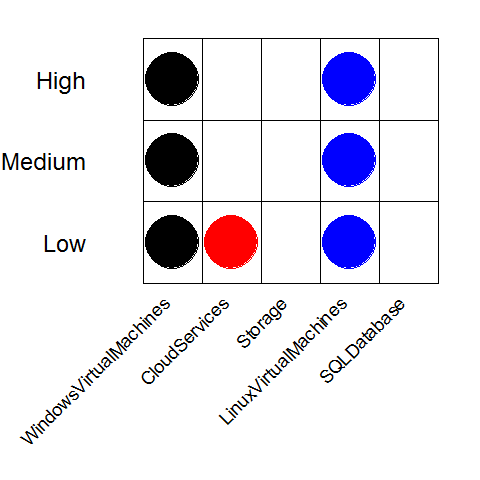 High
Medium
Low
WindowsVirtualMachines
CloudServices
Storage
LinuxVirtualMachines
SQLDatabase